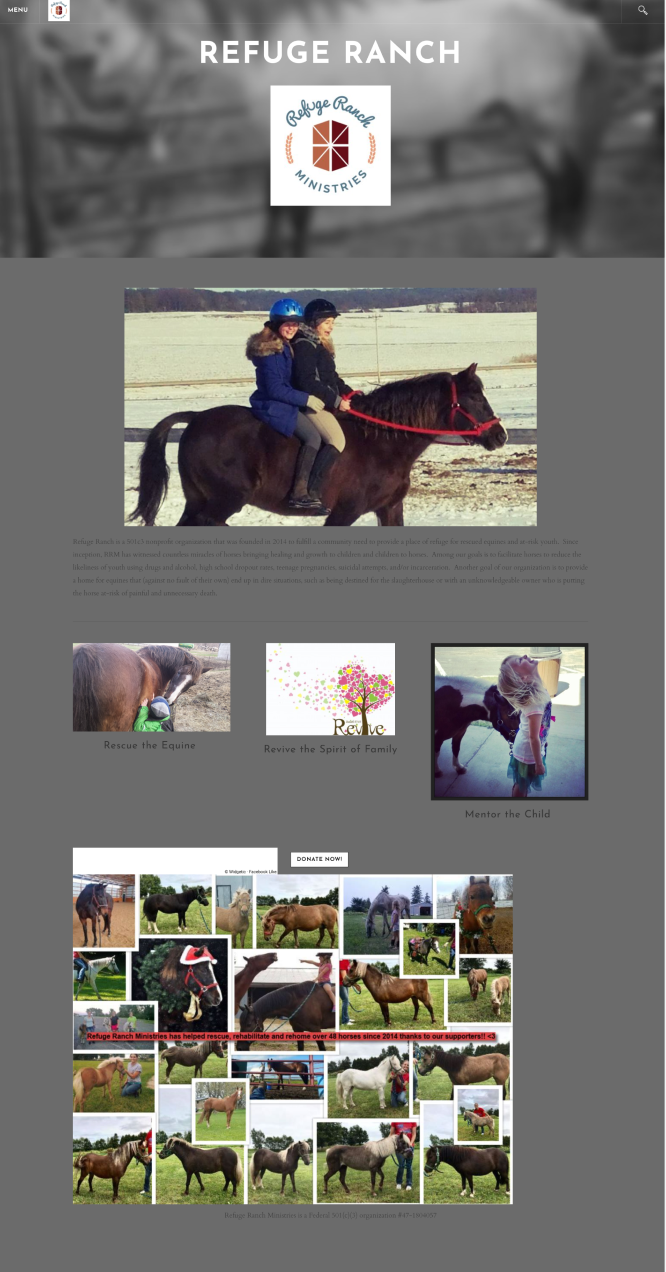 MENU
REFUGE RANCH
Refuge Ranch
MINISTRIES
Refuge Ranch is a 501c3 nonprofit organization that was founded in 2014 to fulfill a community need to provide a place of refuge for wounded equines and at-risk youth. Since
inception, RRM has witnessed countless miracles of horses bringing healing and growth to children and children to horses. Among our goals is to facilitate horses to reduce the
likeliness of youth using drugs and alcohol, high school dropout rates, teenage pregnancies, suicidal attempts, and/or incarceration. Another goal of our organization is to provide
a home for equines that (against no fault of their own) end up in dire situations, such as being destined for the slaughterhouse or with an unknowledgeable owner who is putting
the horse at risk of painful and unnecessary death.
Revive
Rescue the Equine
Revive the Spirit of Family
Mentor the Child
© Widgetic · Facebook Like
DONATE NOW!
Refuge Ranch Ministries has helped rescue, rehabilitate and rehome over 48 horses since 2014 thanks to our supporters!! <3
Refuge Ranch Ministries is a Federal 501(c)(3) organization